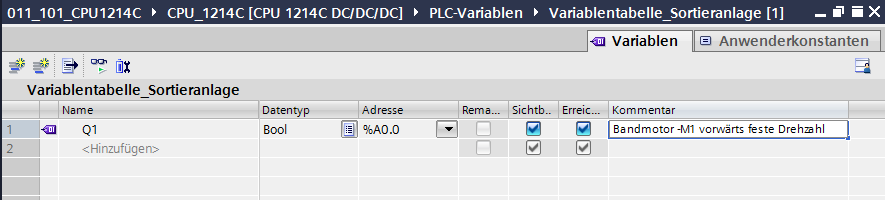 011_101_CPU1214C ▸ CPU_1214C [CPU 1214C DC/DC/DC] ▸ PLC-Variablen ▸ Variablentabelle_Sortieranlage [1]
Variablen Anwenderkonstanten
Variablentabelle_Sortieranlage
Name Datentyp Adresse Rema... Sichtb.. Erreic... Kommentar
1 Q1 Bool %A0.0 Bandmotor -M1 vorwärts feste Drehzahl
2 <Hinzufügen>